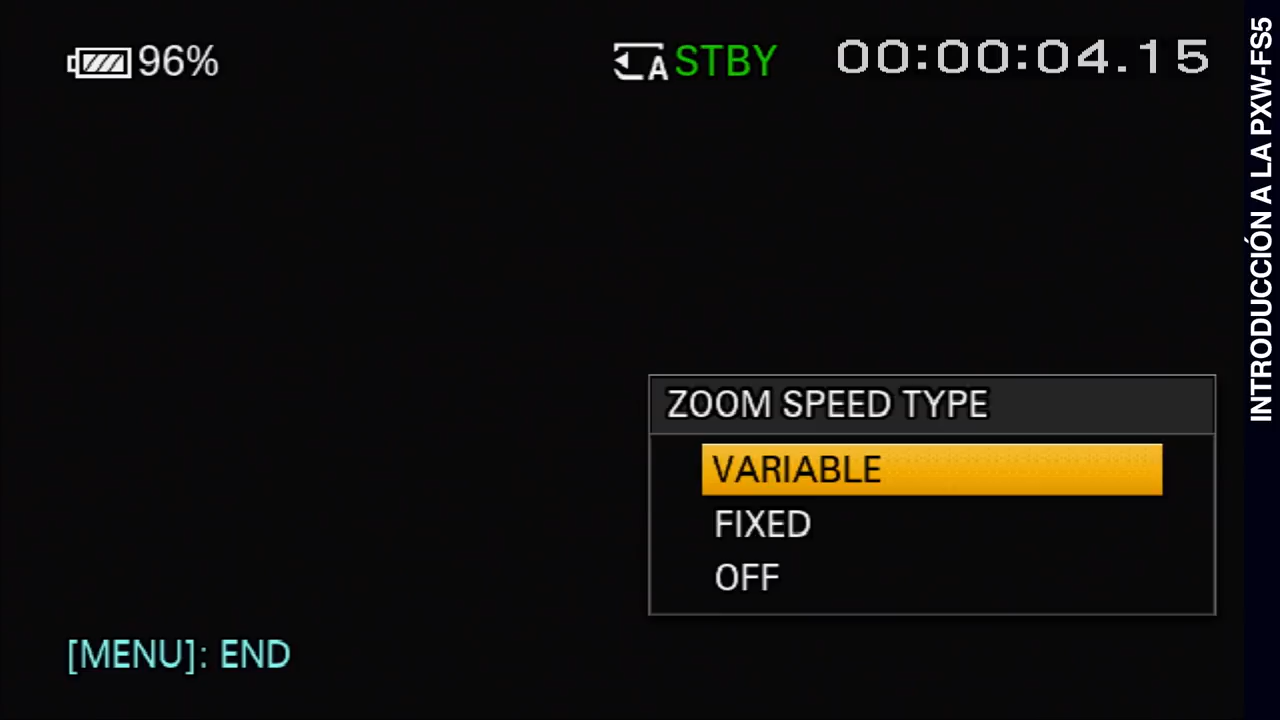 96%
A STBY 00:00:04.15
ZOOM SPEED TYPE
VARIABLE
FIXED
OFF
[MENU]: END
INTRODUCCIÓN A LA PXW-FS5